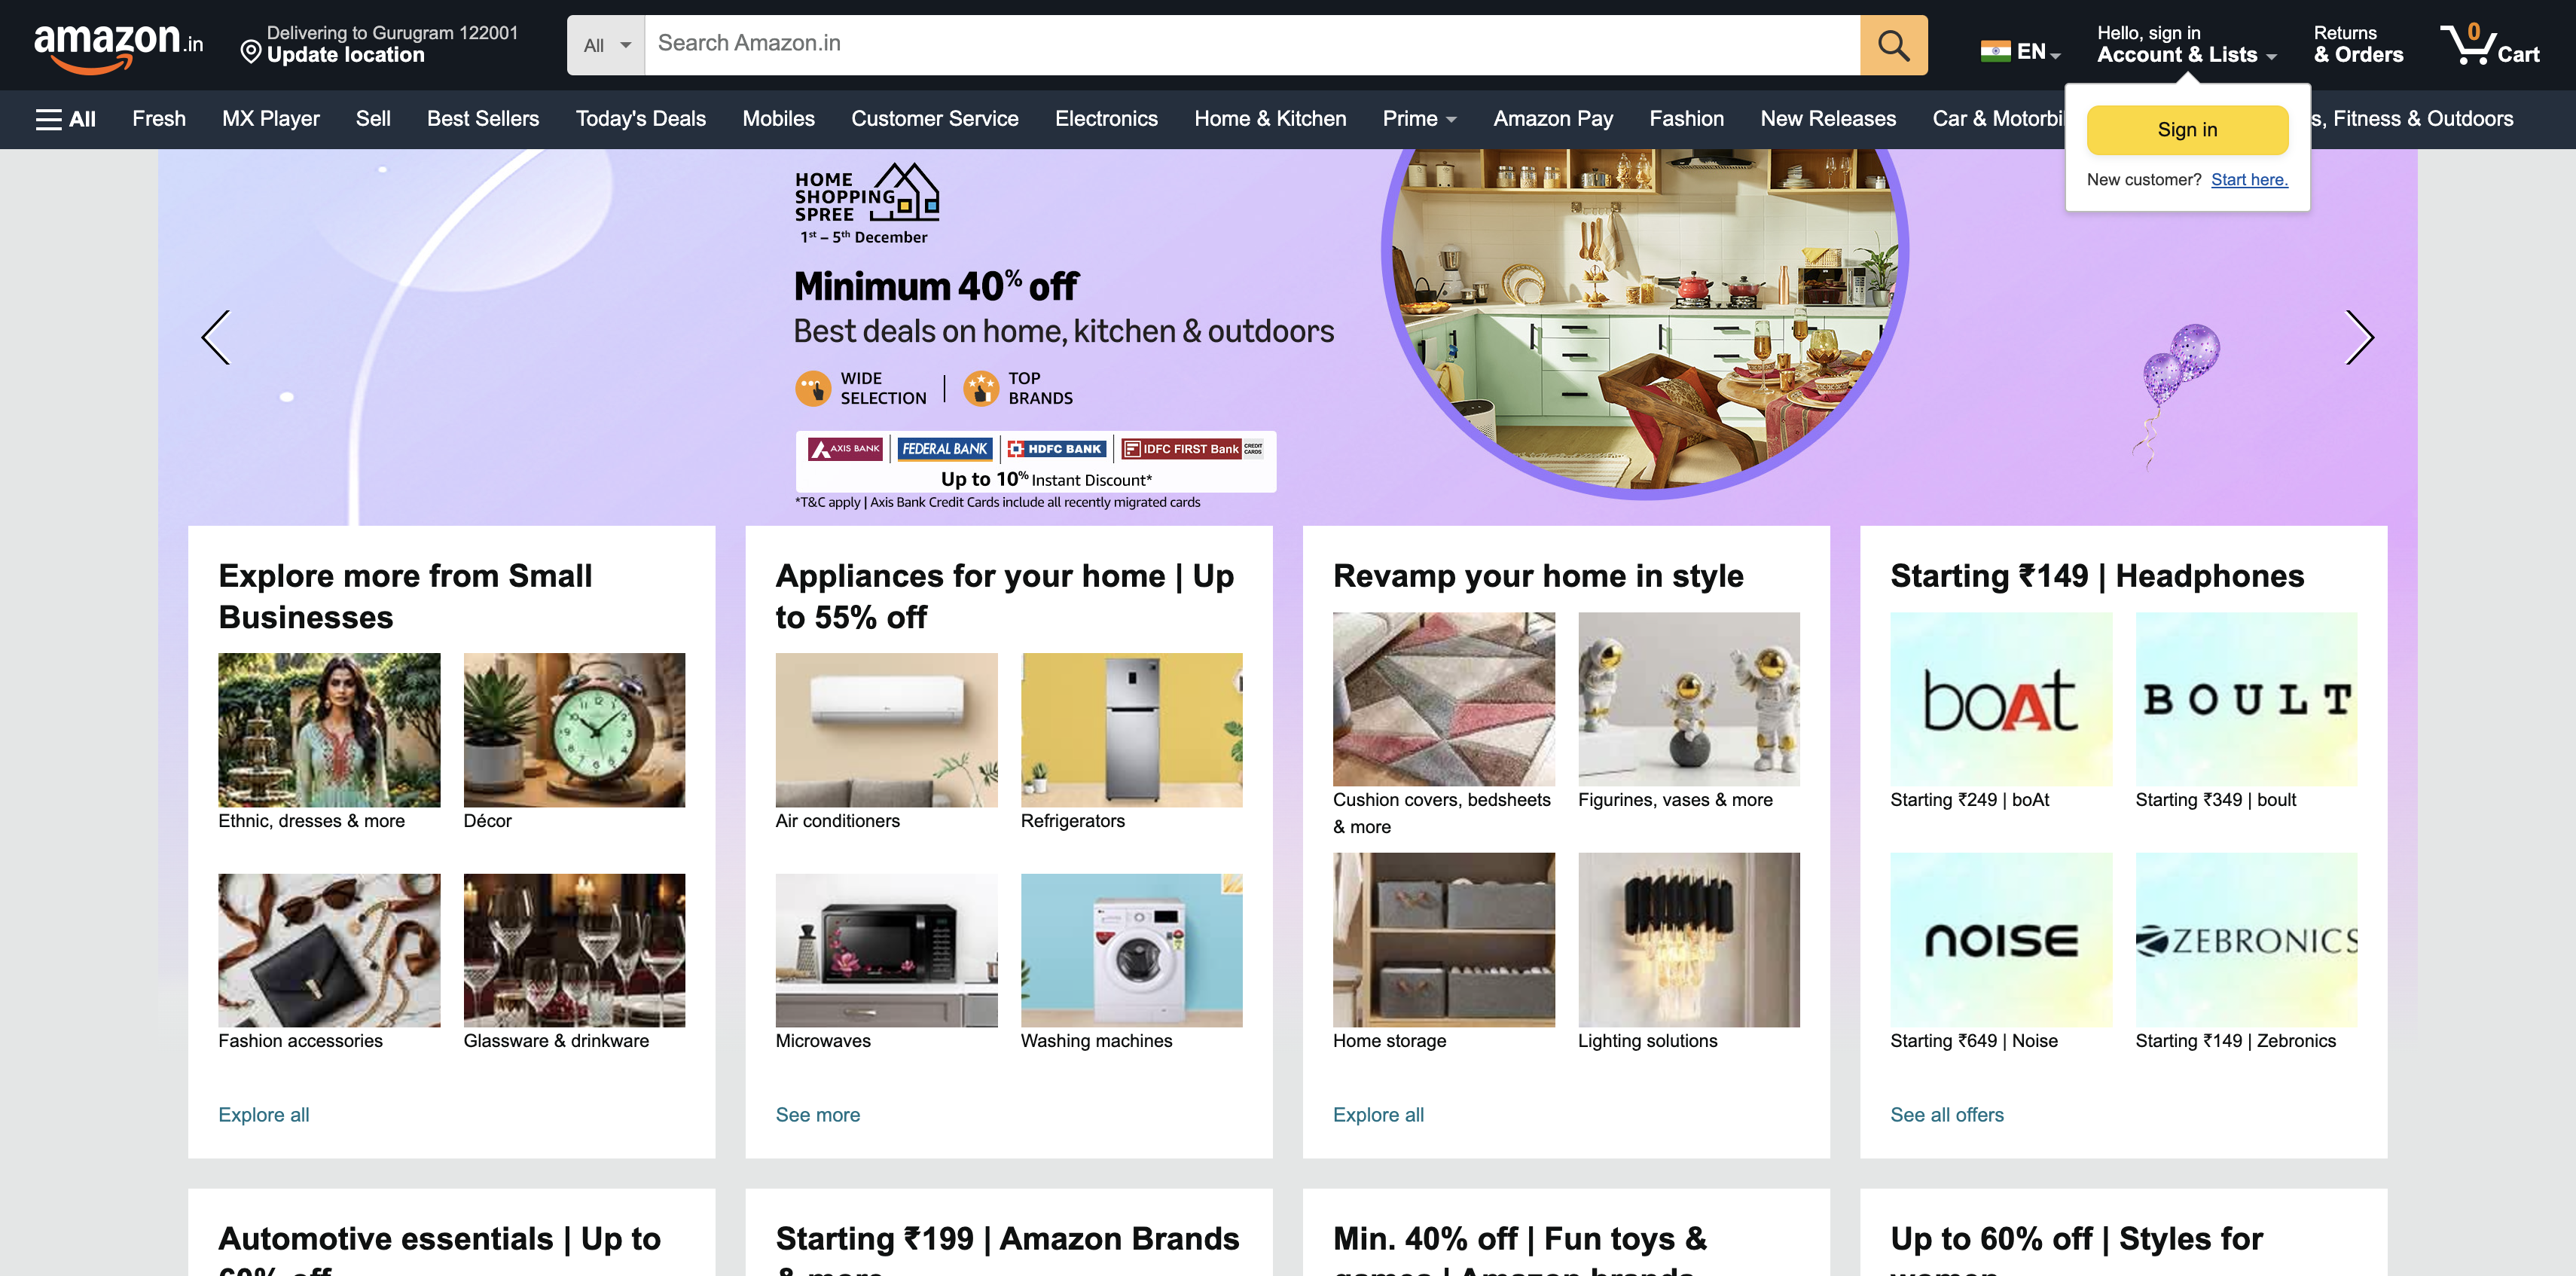 amazon.in
Delivering to Gurugram 122001
Update location
All
Search Amazon.in
EN
Hello, sign in
Account & Lists
Returns
& Orders
0
Cart
All
Fresh
MX Player
Sell
Best Sellers
Today's Deals
Mobiles
Customer Service
Electronics
Home & Kitchen
Prime
Amazon Pay
Fashion
New Releases
Car & Motorbi
s, Fitness & Outdoors
Sign in
New customer? Start here.
HOME
SHOPPING
SPREE
1st – 5th December
Minimum 40% off
Best deals on home, kitchen & outdoors
WIDE
SELECTION
TOP
BRANDS
AXIS BANK
FEDERAL BANK
HDFC BANK
IDFC FIRST Bank
CREDIT
CARDS
Up to 10% Instant Discount*
*T&C apply | Axis Bank Credit Cards include all recently migrated cards
Explore more from Small
Businesses
Ethnic, dresses & more
Décor
Fashion accessories
Glassware & drinkware
Explore all
Appliances for your home | Up
to 55% off
Air conditioners
Refrigerators
Microwaves
Washing machines
See more
Revamp your home in style
Cushion covers, bedsheets
& more
Figurines, vases & more
Home storage
Lighting solutions
Explore all
Starting ₹149 | Headphones
boAt
BOULT
Starting ₹249 | boAt
Starting ₹349 | boult
noise
ZEBRONICS
Starting ₹649 | Noise
Starting ₹149 | Zebronics
See all offers
Automotive essentials | Up to
60% off
Starting ₹199 | Amazon Brands
& more
Min. 40% off | Fun toys &
games | Amazon brands
Up to 60% off | Styles for
women